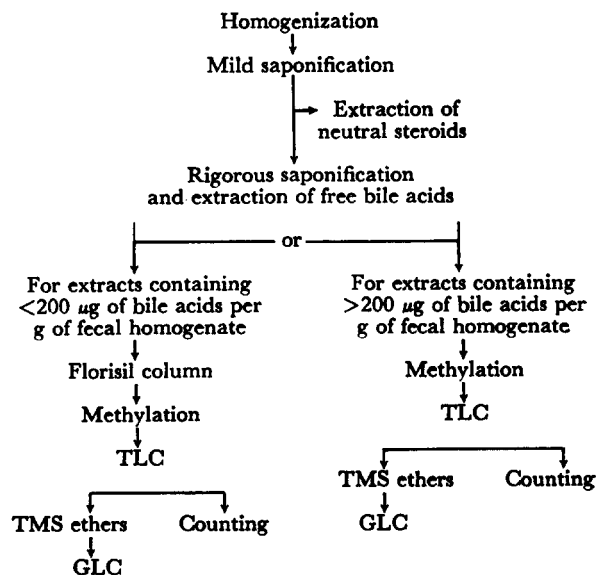 Homogenization
Mild saponification
Extraction of
neutral steroids
Rigorous saponification
and extraction of free bile acids
or
For extracts containing
<200 μg of bile acids per
g of fecal homogenate
Florisil column
Methylation
TLC
TMS ethers Counting
GLC
For extracts containing
>200 μg of bile acids per
g of fecal homogenate
Methylation
TLC
TMS ethers Counting
GLC